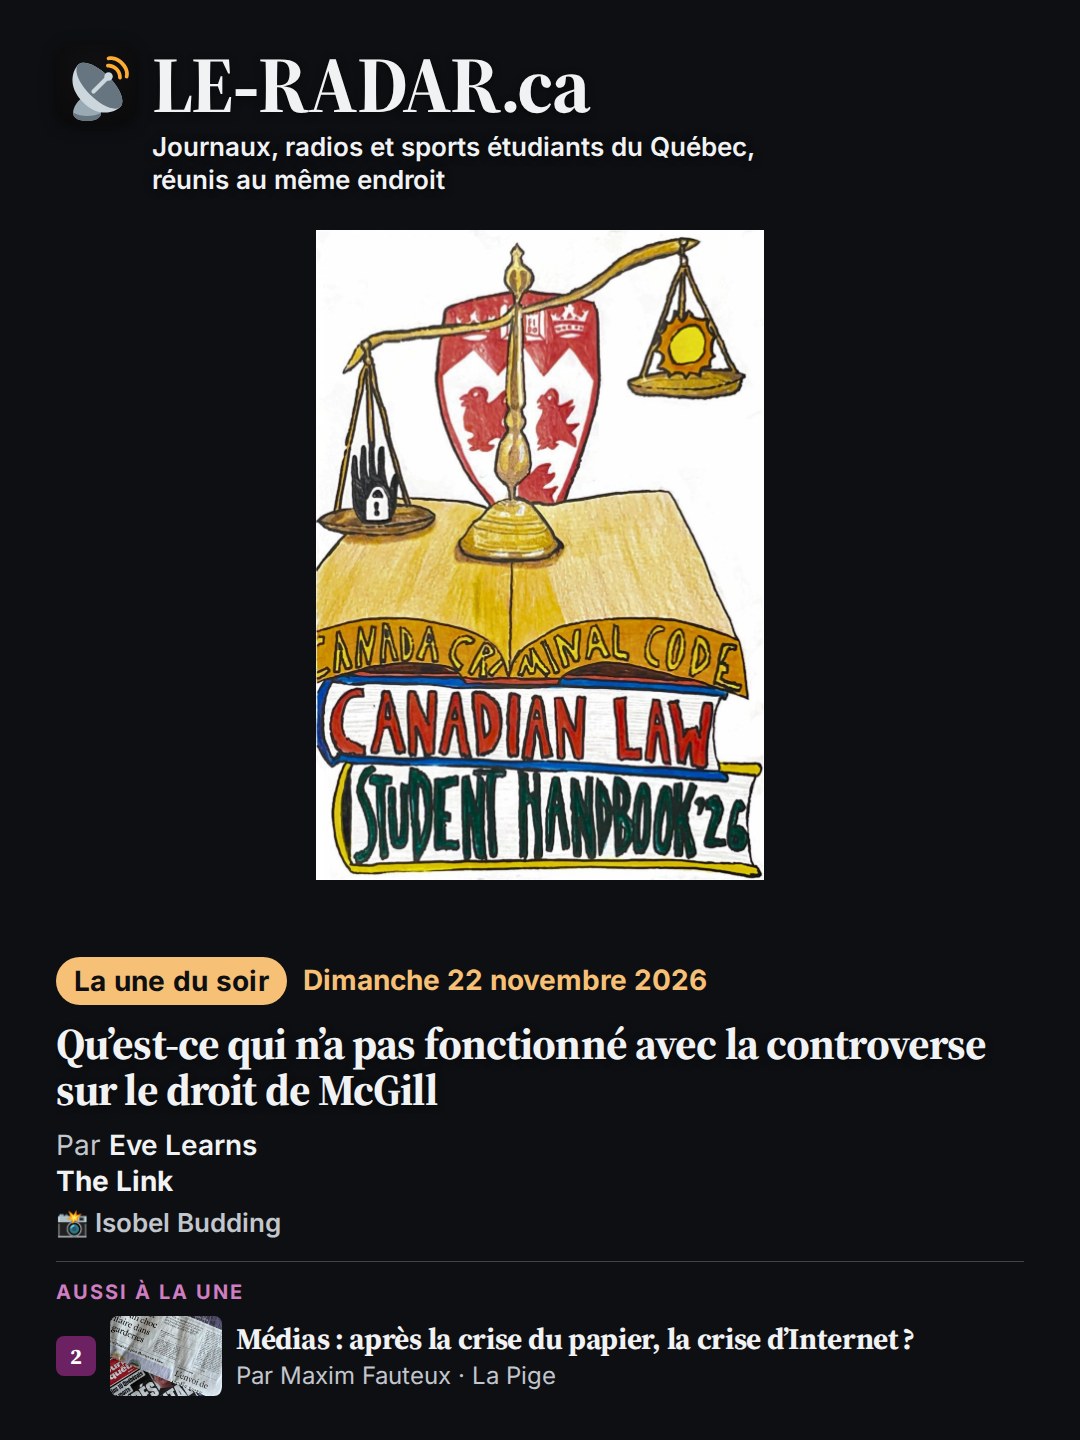 LE-RADAR.ca
Journaux, radios et sports étudiants du Québec,
réunis au même endroit
CANADA CRIMINAL CODE
CANADIAN LAW
STUDENT HANDBOOK '26
La une du soir
Dimanche 22 novembre 2026
Qu’est-ce qui n’a pas fonctionné avec la controverse
sur le droit de McGill
Par Eve Learns
The Link
Isobel Budding
AUSSI À LA UNE
2
Médias : après la crise du papier, la crise d’Internet ?
Par Maxim Fauteux · La Pige